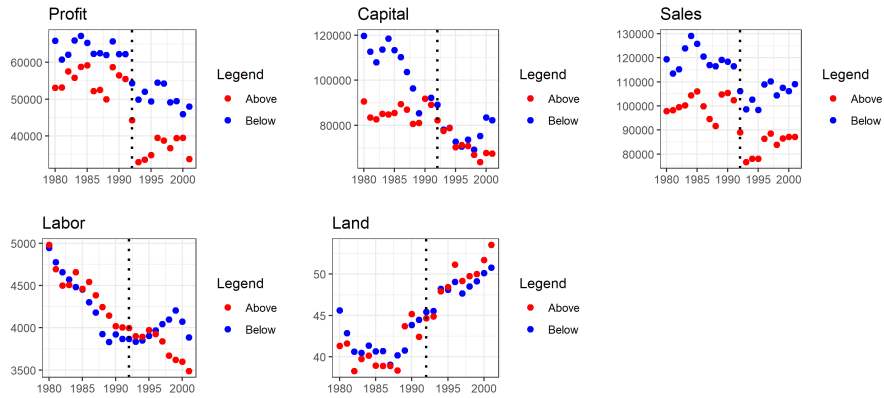 Profit
60000
50000
40000
1980 1985 1990 1995 2000
Legend
Above
Below
Capital
120000
100000
80000
1980 1985 1990 1995 2000
Legend
Above
Below
Sales
130000
120000
110000
100000
90000
80000
1980 1985 1990 1995 2000
Legend
Above
Below
Labor
5000
4500
4000
3500
1980 1985 1990 1995 2000
Legend
Above
Below
Land
50
45
40
1980 1985 1990 1995 2000
Legend
Above
Below